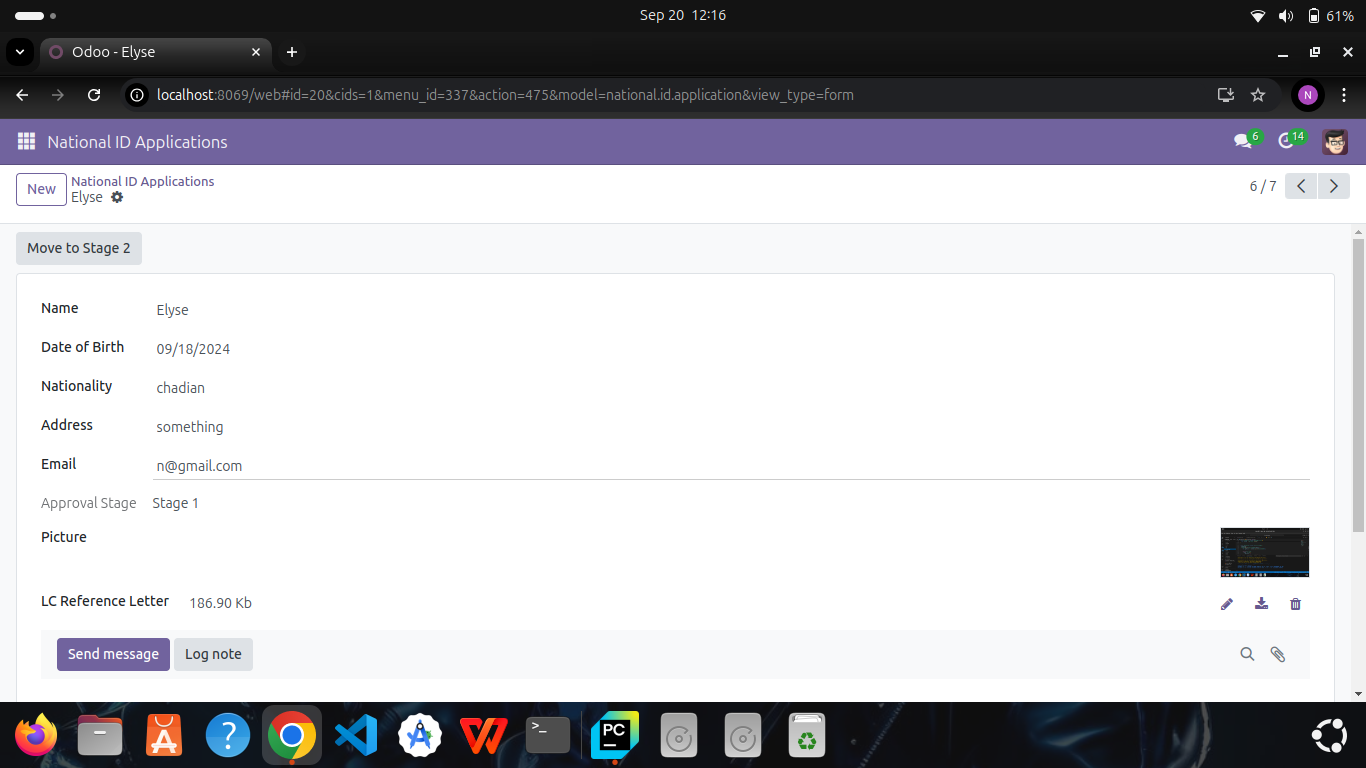 Sep 20 12:16
61%
Odoo - Elyse
localhost:8069/web#id=20&cids=1&menu_id=337&action=475&model=national.id.application&view_type=form
N
National ID Applications
6
14
New
National ID Applications
Elyse
6 / 7
Move to Stage 2
Name
Elyse
Date of Birth
09/18/2024
Nationality
chadian
Address
something
Email
n@gmail.com
Approval Stage
Stage 1
Picture
LC Reference Letter
186.90 Kb
Send message
Log note
A
?
W
>_
PC